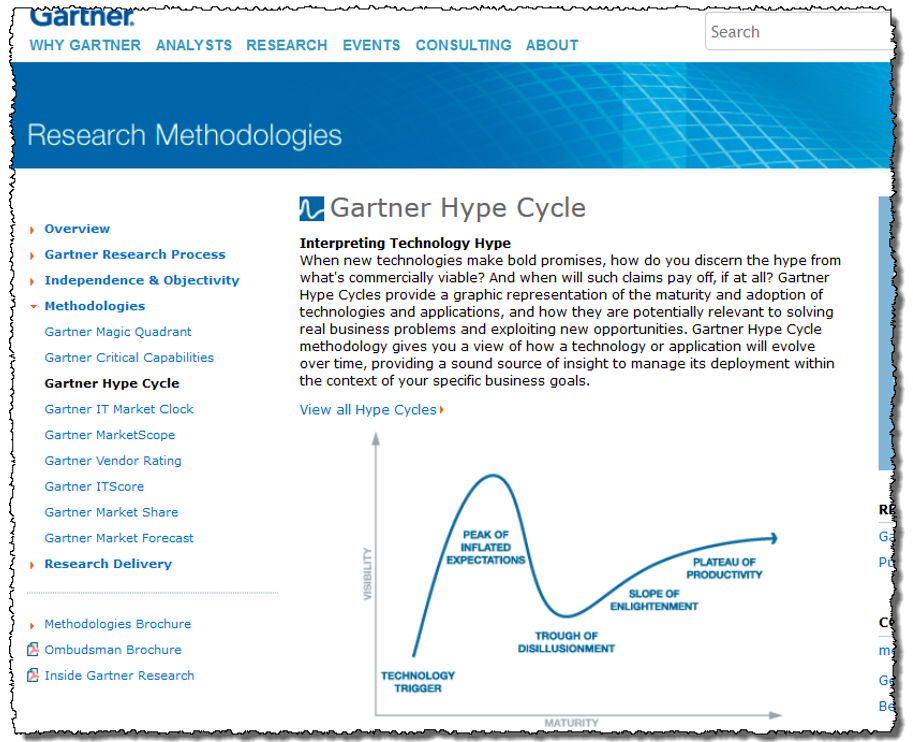 Gartner.
WHY GARTNER ANALYSTS RESEARCH EVENTS CONSULTING ABOUT
Search
Research Methodologies
Overview
Gartner Research Process
Independence & Objectivity
Methodologies
Gartner Magic Quadrant
Gartner Critical Capabilities
Gartner Hype Cycle
Gartner IT Market Clock
Gartner MarketScope
Gartner Vendor Rating
Gartner ITScore
Gartner Market Share
Gartner Market Forecast
Research Delivery
Methodologies Brochure
Ombudsman Brochure
Inside Gartner Research
Gartner Hype Cycle
Interpreting Technology Hype
When new technologies make bold promises, how do you discern the hype from
what's commercially viable? And when will such claims pay off, if at all? Gartner
Hype Cycles provide a graphic representation of the maturity and adoption of
technologies and applications, and how they are potentially relevant to solving
real business problems and exploiting new opportunities. Gartner Hype Cycle
methodology gives you a view of how a technology or application will evolve
over time, providing a sound source of insight to manage its deployment within
the context of your specific business goals.
View all Hype Cycles
VISIBILITY
PEAK OF
INFLATED
EXPECTATIONS
PLATEAU OF
PRODUCTIVITY
SLOPE OF
ENLIGHTENMENT
TROUGH OF
DISILLUSIONMENT
TECHNOLOGY
TRIGGER
MATURITY